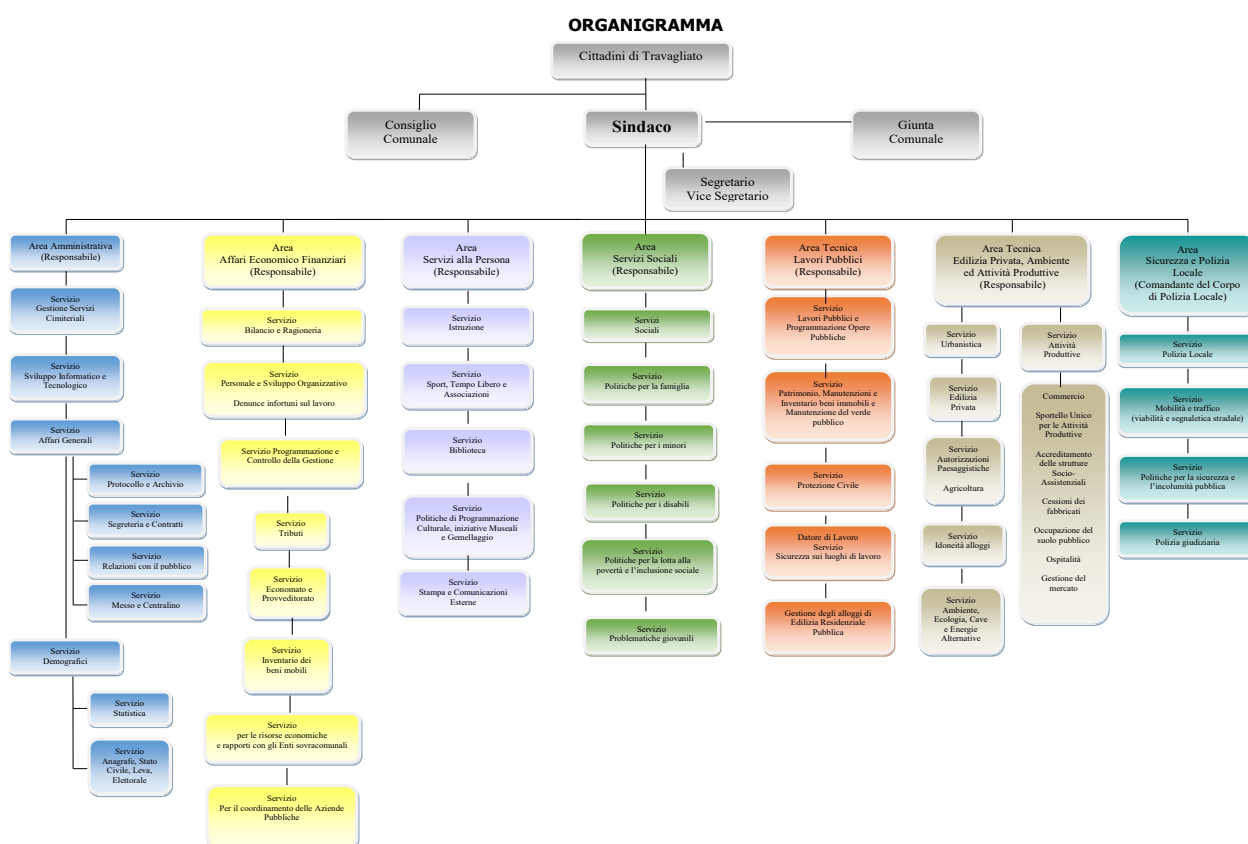 ORGANIGRAMMA
Cittadini di Travagliato
Consiglio
Comunale
Sindaco
Giunta
Comunale
Segretario
Vice Segretario
Area Amministrativa
(Responsabile)
Servizio
Gestione Servizi
Cimiteriali
Servizio
Sviluppo Informatico e
Tecnologico
Servizio
Affari Generali
Servizio
Protocollo e Archivio
Servizio
Segreteria e Contratti
Servizio
Relazioni con il pubblico
Servizio
Messo e Centralino
Servizio
Demografici
Servizio
Statistica
Servizio
Anagrafe, Stato
Civile, Leva,
Elettorale
Area
Affari Economico Finanziari
(Responsabile)
Servizio
Bilancio e Ragioneria
Servizio
Personale e Sviluppo Organizzativo
Denunce infortuni sul lavoro
Servizio Programmazione e
Controllo della Gestione
Servizio
Tributi
Servizio
Economato e
Provveditorato
Servizio
Inventario dei
beni mobili
Servizio
per le risorse economiche
e rapporti con gli Enti sovracomunali
Servizio
Per il coordinamento delle Aziende
Pubbliche
Area
Servizi alla Persona
(Responsabile)
Servizio
Istruzione
Servizio
Sport, Tempo Libero e
Associazioni
Servizio
Biblioteca
Servizio
Politiche di Programmazione
Culturale, iniziative Museali
e Gemellaggio
Servizio
Stampa e Comunicazioni
Esterne
Area
Servizi Sociali
(Responsabile)
Servizi
Sociali
Servizio
Politiche per la famiglia
Servizio
Politiche per i minori
Servizio
Politiche per i disabili
Servizio
Politiche per la lotta alla
povertà e l'inclusione sociale
Servizio
Problematiche giovanili
Area Tecnica
Lavori Pubblici
(Responsabile)
Servizio
Lavori Pubblici e
Programmazione Opere
Pubbliche
Servizio
Patrimonio, Manutenzioni e
Inventario beni immobili e
Manutenzione del verde
pubblico
Servizio
Protezione Civile
Datore di Lavoro
Servizio
Sicurezza sui luoghi di lavoro
Gestione degli alloggi di
Edilizia Residenziale
Pubblica
Area Tecnica
Edilizia Privata, Ambiente
ed Attività Produttive
(Responsabile)
Servizio
Urbanistica
Servizio
Edilizia
Privata
Servizio
Autorizzazioni
Paesaggistiche
Agricoltura
Servizio
Idoneità alloggi
Servizio
Ambiente,
Ecologia, Cave
e Energie
Alternative
Servizio
Attività
Produttive
Commercio
Sportello Unico
per le Attività
Produttive
Accreditamento
delle strutture
Socio-
Assistenziali
Cessioni dei
fabbricati
Occupazione del
suolo pubblico
Ospitalità
Gestione del
mercato
Area
Sicurezza e Polizia
Locale
(Comandante del Corpo
di Polizia Locale)
Servizio
Polizia Locale
Servizio
Mobilità e traffico
(viabilità e segnaletica stradale)
Servizio
Politiche per la sicurezza e
l'incolumità pubblica
Servizio
Polizia giudiziaria